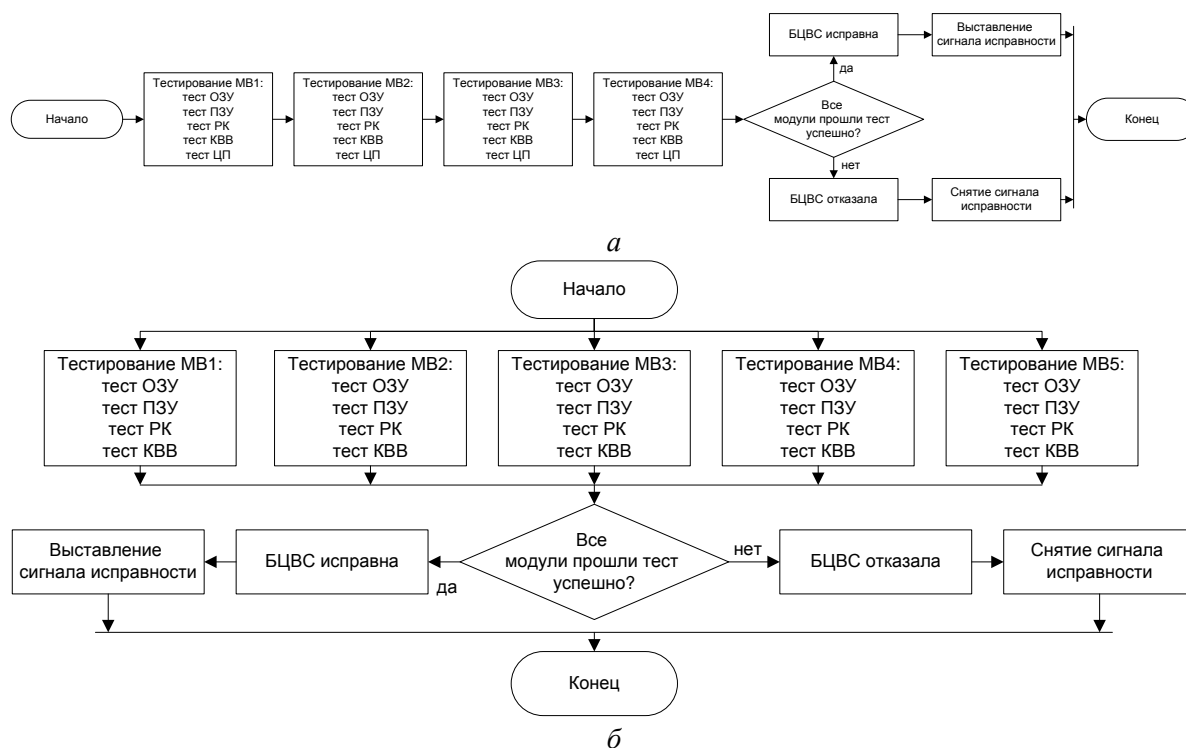 Начало
Тестирование МВ1:
тест ОЗУ
тест ПЗУ
тест РК
тест КВВ
тест ЦП
Тестирование МВ2:
тест ОЗУ
тест ПЗУ
тест РК
тест КВВ
тест ЦП
Тестирование МВ3:
тест ОЗУ
тест ПЗУ
тест РК
тест КВВ
тест ЦП
Тестирование МВ4:
тест ОЗУ
тест ПЗУ
тест РК
тест КВВ
тест ЦП
Все
модули прошли тест
успешно?
да
БЦВС исправна
Выставление
сигнала исправности
нет
БЦВС отказала
Снятие сигнала
исправности
Конец
а
Начало
Тестирование МВ1:
тест ОЗУ
тест ПЗУ
тест РК
тест КВВ
Тестирование МВ2:
тест ОЗУ
тест ПЗУ
тест РК
тест КВВ
Тестирование МВ3:
тест ОЗУ
тест ПЗУ
тест РК
тест КВВ
Тестирование МВ4:
тест ОЗУ
тест ПЗУ
тест РК
тест КВВ
Тестирование МВ5:
тест ОЗУ
тест ПЗУ
тест РК
тест КВВ
Все
модули прошли тест
успешно?
да
БЦВС исправна
Выставление
сигнала исправности
нет
БЦВС отказала
Снятие сигнала
исправности
Конец
б